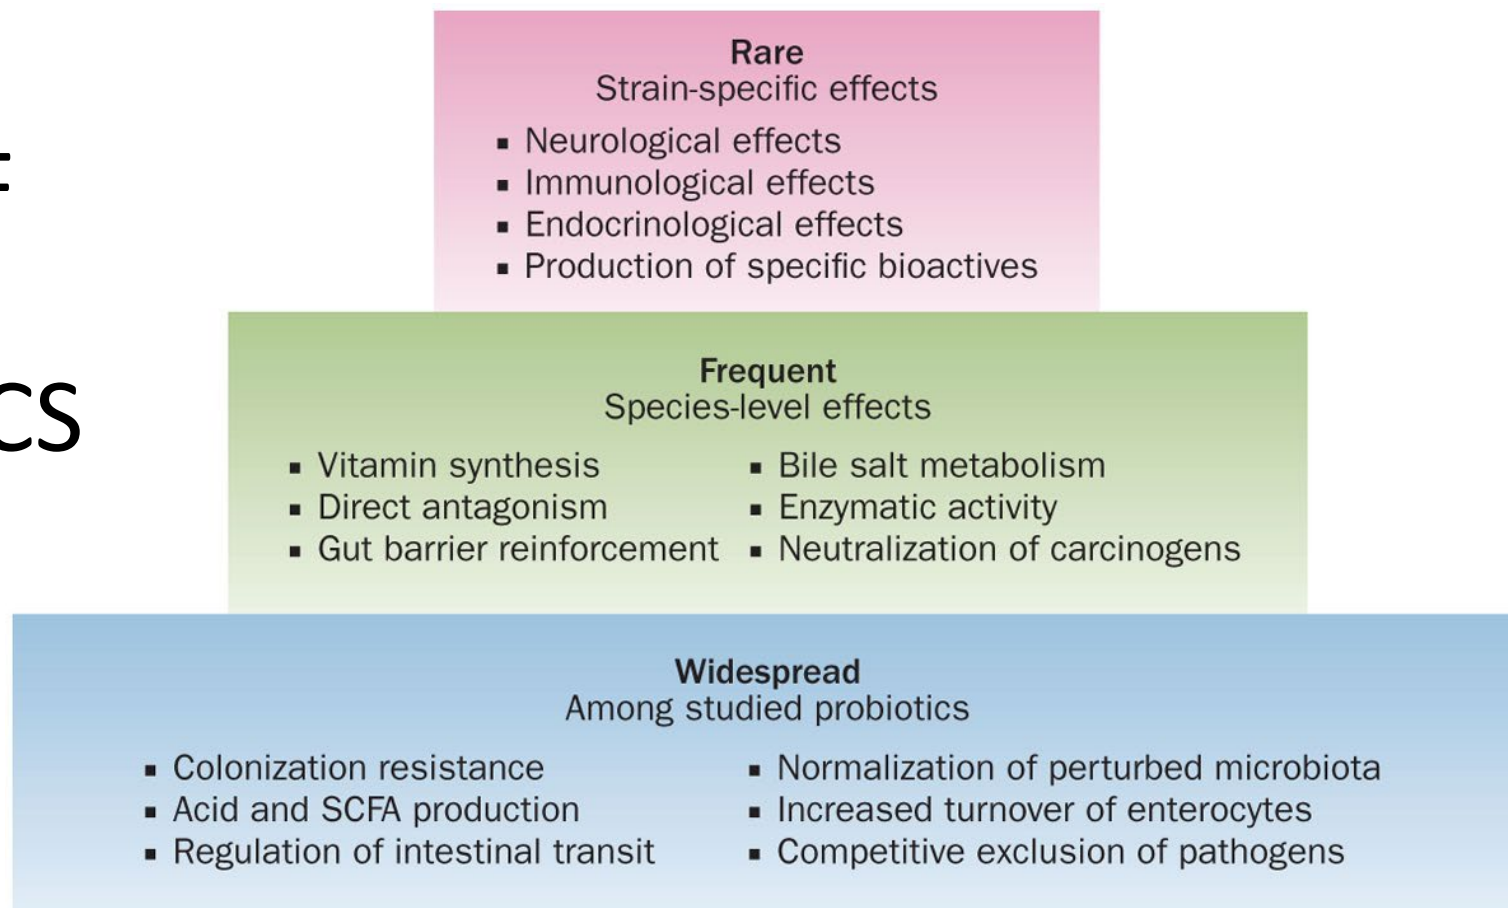 CS
Rare
Strain-specific effects
▪ Neurological effects
▪ Immunological effects
▪ Endocrinological effects
▪ Production of specific bioactives
Frequent
Species-level effects
▪ Vitamin synthesis
▪ Direct antagonism
▪ Gut barrier reinforcement
▪ Bile salt metabolism
▪ Enzymatic activity
▪ Neutralization of carcinogens
Widespread
Among studied probiotics
▪ Colonization resistance
▪ Acid and SCFA production
▪ Regulation of intestinal transit
▪ Normalization of perturbed microbiota
▪ Increased turnover of enterocytes
▪ Competitive exclusion of pathogens